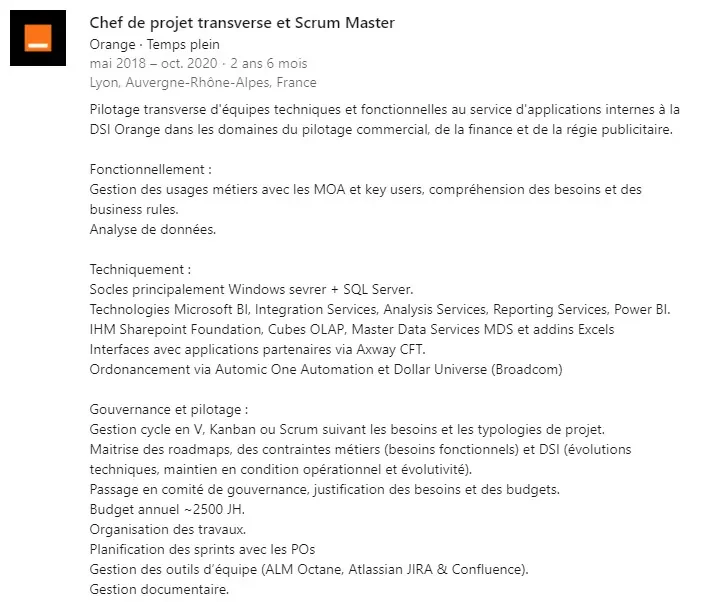 Chef de projet transverse et Scrum Master
Orange · Temps plein
mai 2018 – oct. 2020 · 2 ans 6 mois
Lyon, Auvergne-Rhône-Alpes, France
Pilotage transverse d'équipes techniques et fonctionnelles au service d'applications internes à la
DSI Orange dans les domaines du pilotage commercial, de la finance et de la régie publicitaire.
Fonctionnellement :
Gestion des usages métiers avec les MOA et key users, compréhension des besoins et des
business rules.
Analyse de données.
Techniquement :
Socles principalement Windows sevrer + SQL Server.
Technologies Microsoft BI, Integration Services, Analysis Services, Reporting Services, Power BI.
IHM Sharepoint Foundation, Cubes OLAP, Master Data Services MDS et addins Excels
Interfaces avec applications partenaires via Axway CFT.
Ordonancement via Automic One Automation et Dollar Universe (Broadcom)
Gouvernance et pilotage :
Gestion cycle en V, Kanban ou Scrum suivant les besoins et les typologies de projet.
Maitrise des roadmaps, des contraintes métiers (besoins fonctionnels) et DSI (évolutions
techniques, maintien en condition opérationnel et évolutivité).
Passage en comité de gouvernance, justification des besoins et des budgets.
Budget annuel ~2500 JH.
Organisation des travaux.
Planification des sprints avec les POs
Gestion des outils d'équipe (ALM Octane, Atlassian JIRA & Confluence).
Gestion documentaire.